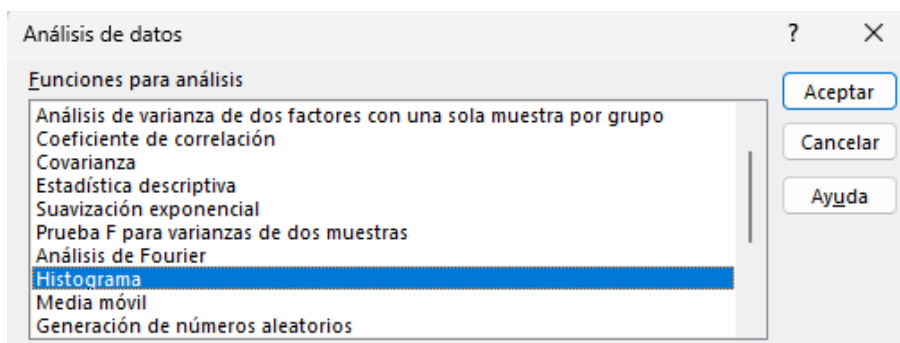 Análisis de datos ?
Funciones para análisis
Análisis de varianza de dos factores con una sola muestra por grupo
Coeficiente de correlación
Covarianza
Estadística descriptiva
Suavización exponencial
Prueba F para varianzas de dos muestras
Análisis de Fourier
Histograma
Media móvil
Generación de números aleatorios
Aceptar
Cancelar
Ayuda